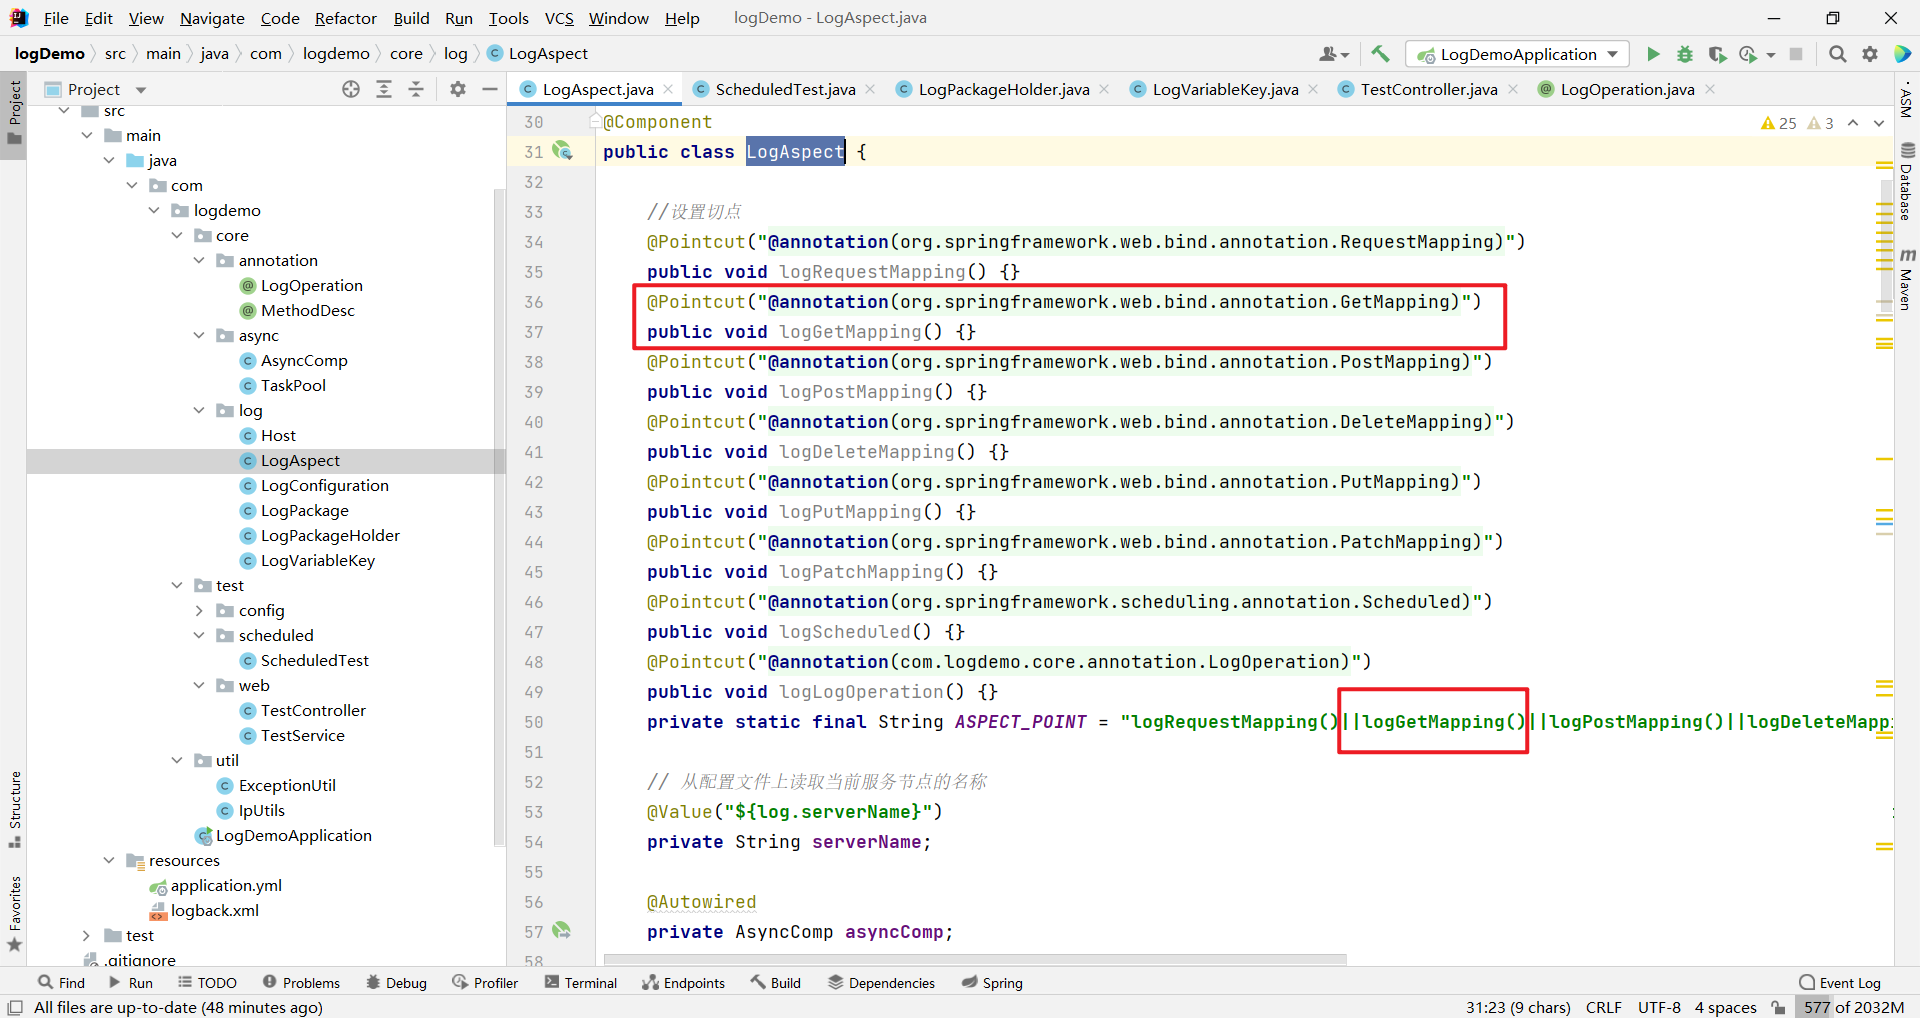 File Edit View Navigate Code Refactor Build Run Tools VCS Window Help logDemo - LogAspect.java
logDemo src main java com logdemo core log LogAspect LogDemoApplication
Project
LogAspect.java ScheduledTest.java LogPackageHolder.java LogVariableKey.java TestController.java LogOperation.java
Project
src
main
java
com
logdemo
core
annotation
LogOperation
MethodDesc
async
AsyncComp
TaskPool
log
Host
LogAspect
LogConfiguration
LogPackage
LogPackageHolder
LogVariableKey
test
config
scheduled
ScheduledTest
web
TestController
TestService
util
ExceptionUtil
IpUtils
LogDemoApplication
resources
application.yml
logback.xml
test
.gitignore
Structure
Favorites
25 3
30 @Component
31 public class LogAspect {
32
33 //设置切点
34 @Pointcut("@annotation(org.springframework.web.bind.annotation.RequestMapping)")
35 public void logRequestMapping() {}
36 @Pointcut("@annotation(org.springframework.web.bind.annotation.GetMapping)")
37 public void logGetMapping() {}
38 @Pointcut("@annotation(org.springframework.web.bind.annotation.PostMapping)")
39 public void logPostMapping() {}
40 @Pointcut("@annotation(org.springframework.web.bind.annotation.DeleteMapping)")
41 public void logDeleteMapping() {}
42 @Pointcut("@annotation(org.springframework.web.bind.annotation.PutMapping)")
43 public void logPutMapping() {}
44 @Pointcut("@annotation(org.springframework.web.bind.annotation.PatchMapping)")
45 public void logPatchMapping() {}
46 @Pointcut("@annotation(org.springframework.scheduling.annotation.Scheduled)")
47 public void logScheduled() {}
48 @Pointcut("@annotation(com.logdemo.core.annotation.LogOperation)")
49 public void logLogOperation() {}
50 private static final String ASPECT_POINT = "logRequestMapping()||logGetMapping()||logPostMapping()||logDeleteMappi
51
52 // 从配置文件上读取当前服务节点的名称
53 @Value("${log.serverName}")
54 private String serverName;
55
56 @Autowired
57 private AsyncComp asyncComp;
58
ASM
Database
m Maven
Find Run TODO Problems Debug Profiler Terminal Endpoints Build Dependencies Spring Event Log
All files are up-to-date (48 minutes ago) 31:23 (9 chars) CRLF UTF-8 4 spaces 577 of 2032M